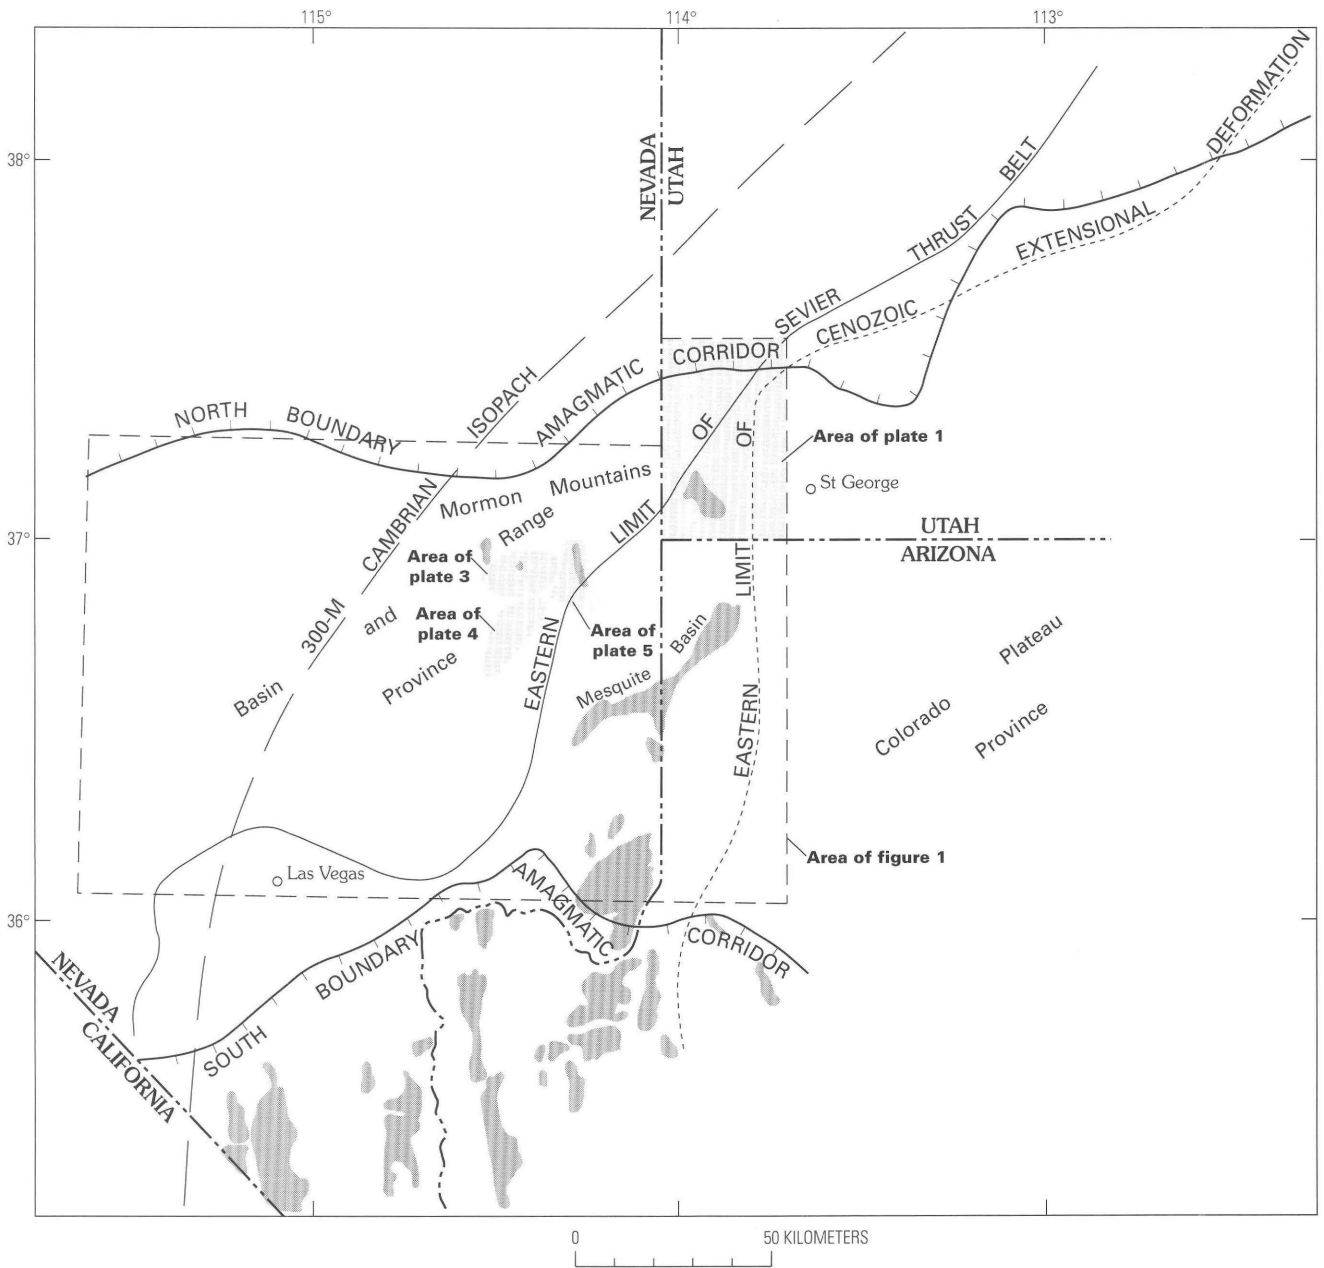 115°
114°
113°
38°
37°
36°
NEVADA
UTAH
SEVIER THRUST BELT
CENOZOIC EXTENSIONAL DEFORMATION
NORTH BOUNDARY AMAGMATIC CORRIDOR
300-M CAMBRIAN ISOPACH
EASTERN LIMIT OF
EASTERN LIMIT OF
Area of plate 1
St George
UTAH
ARIZONA
Mormon Mountains
Range
Area of
plate 3
Area of
plate 4
Area of
plate 5
Basin and
Province
Mesquite Basin
Colorado Plateau
Province
Area of figure 1
Las Vegas
SOUTH BOUNDARY AMAGMATIC CORRIDOR
NEVADA
CALIFORNIA
0 50 KILOMETERS